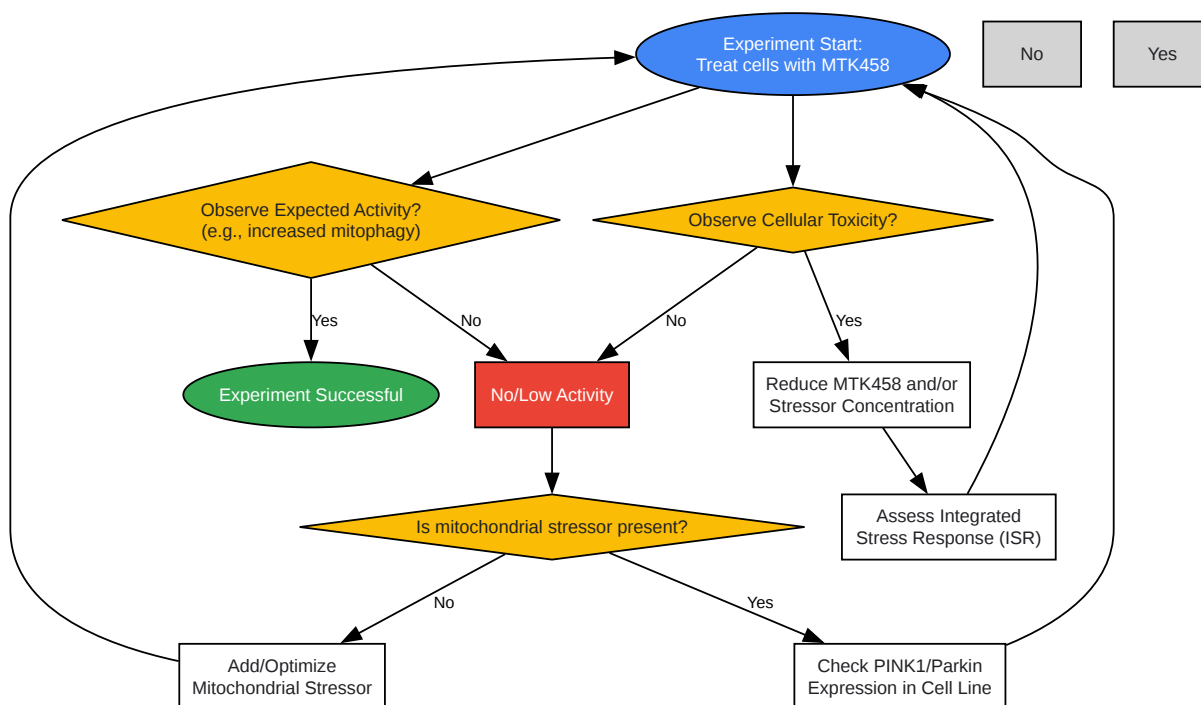 Experiment Start:
Treat cells with MTK458
No
Yes
Observe Expected Activity?
(e.g., increased mitophagy)
Observe Cellular Toxicity?
Yes
No
No
Yes
Experiment Successful
No/Low Activity
Reduce MTK458 and/or
Stressor Concentration
Is mitochondrial stressor present?
Assess Integrated
Stress Response (ISR)
No
Yes
Add/Optimize
Mitochondrial Stressor
Check PINK1/Parkin
Expression in Cell Line